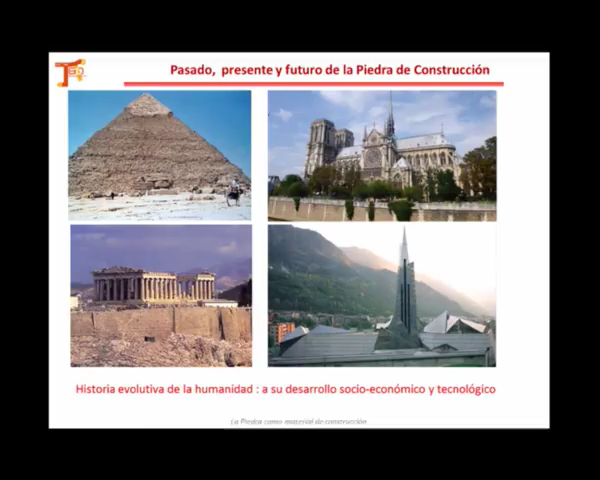 Pasado, presente y futuro de la Piedra de Construcción
Historia evolutiva de la humanidad : a su desarrollo socio-económico y tecnológico
La Piedra como material de construcción